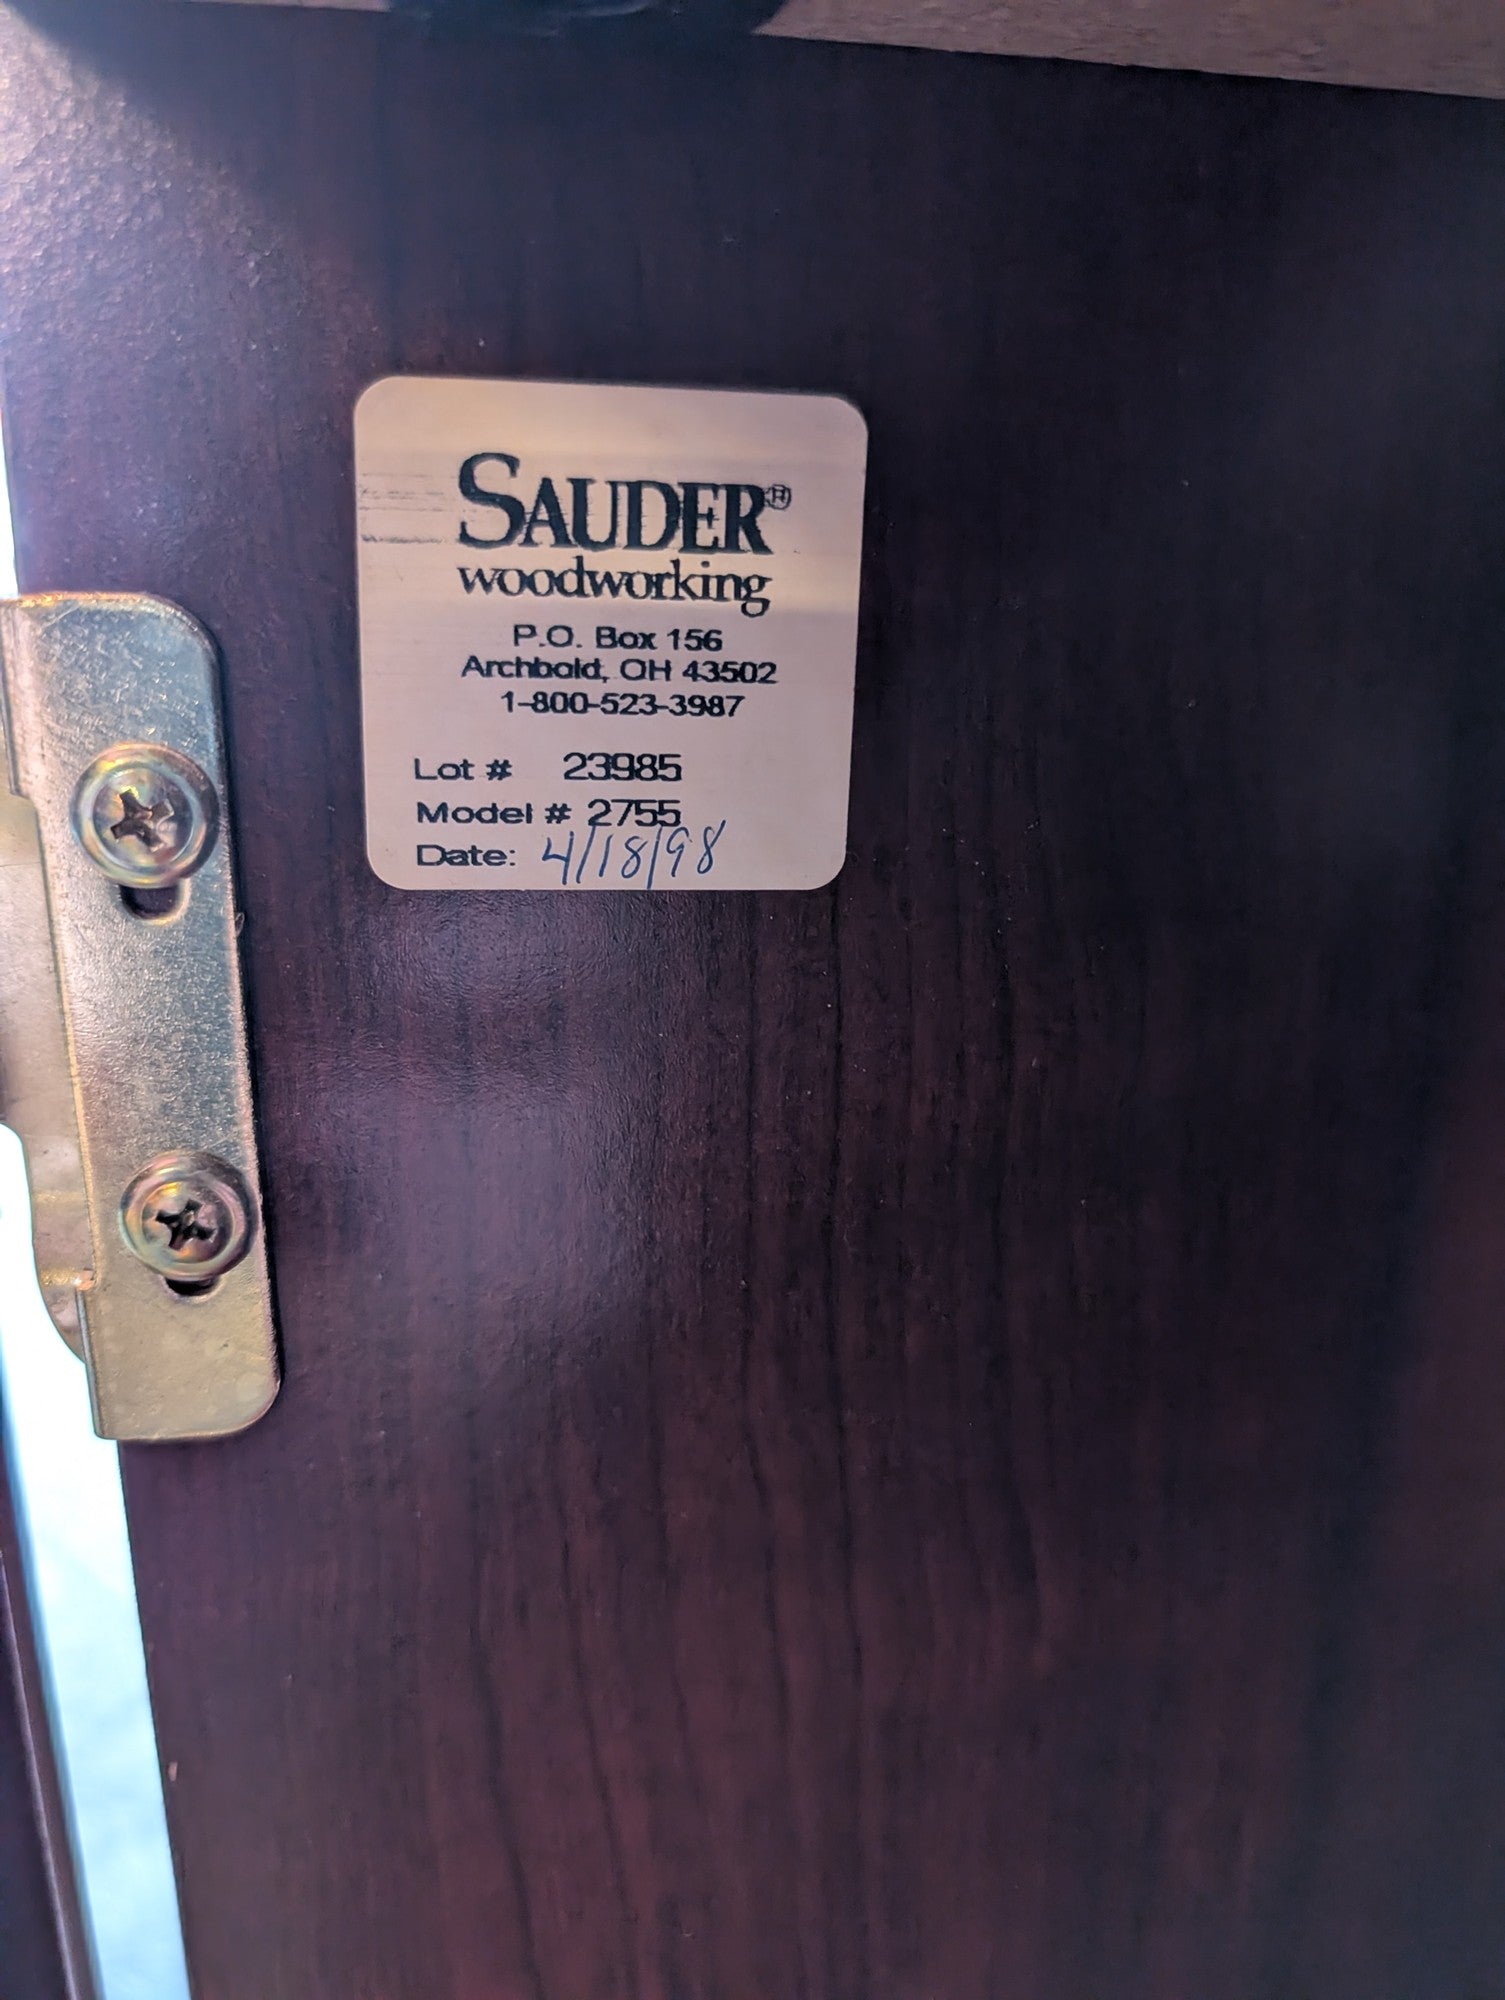 SAUDER®
woodworking
P.O. Box 156
Archbold, OH 43502
1-800-523-3987
Lot # 23985
Model # 2755
Date: 4/18/98